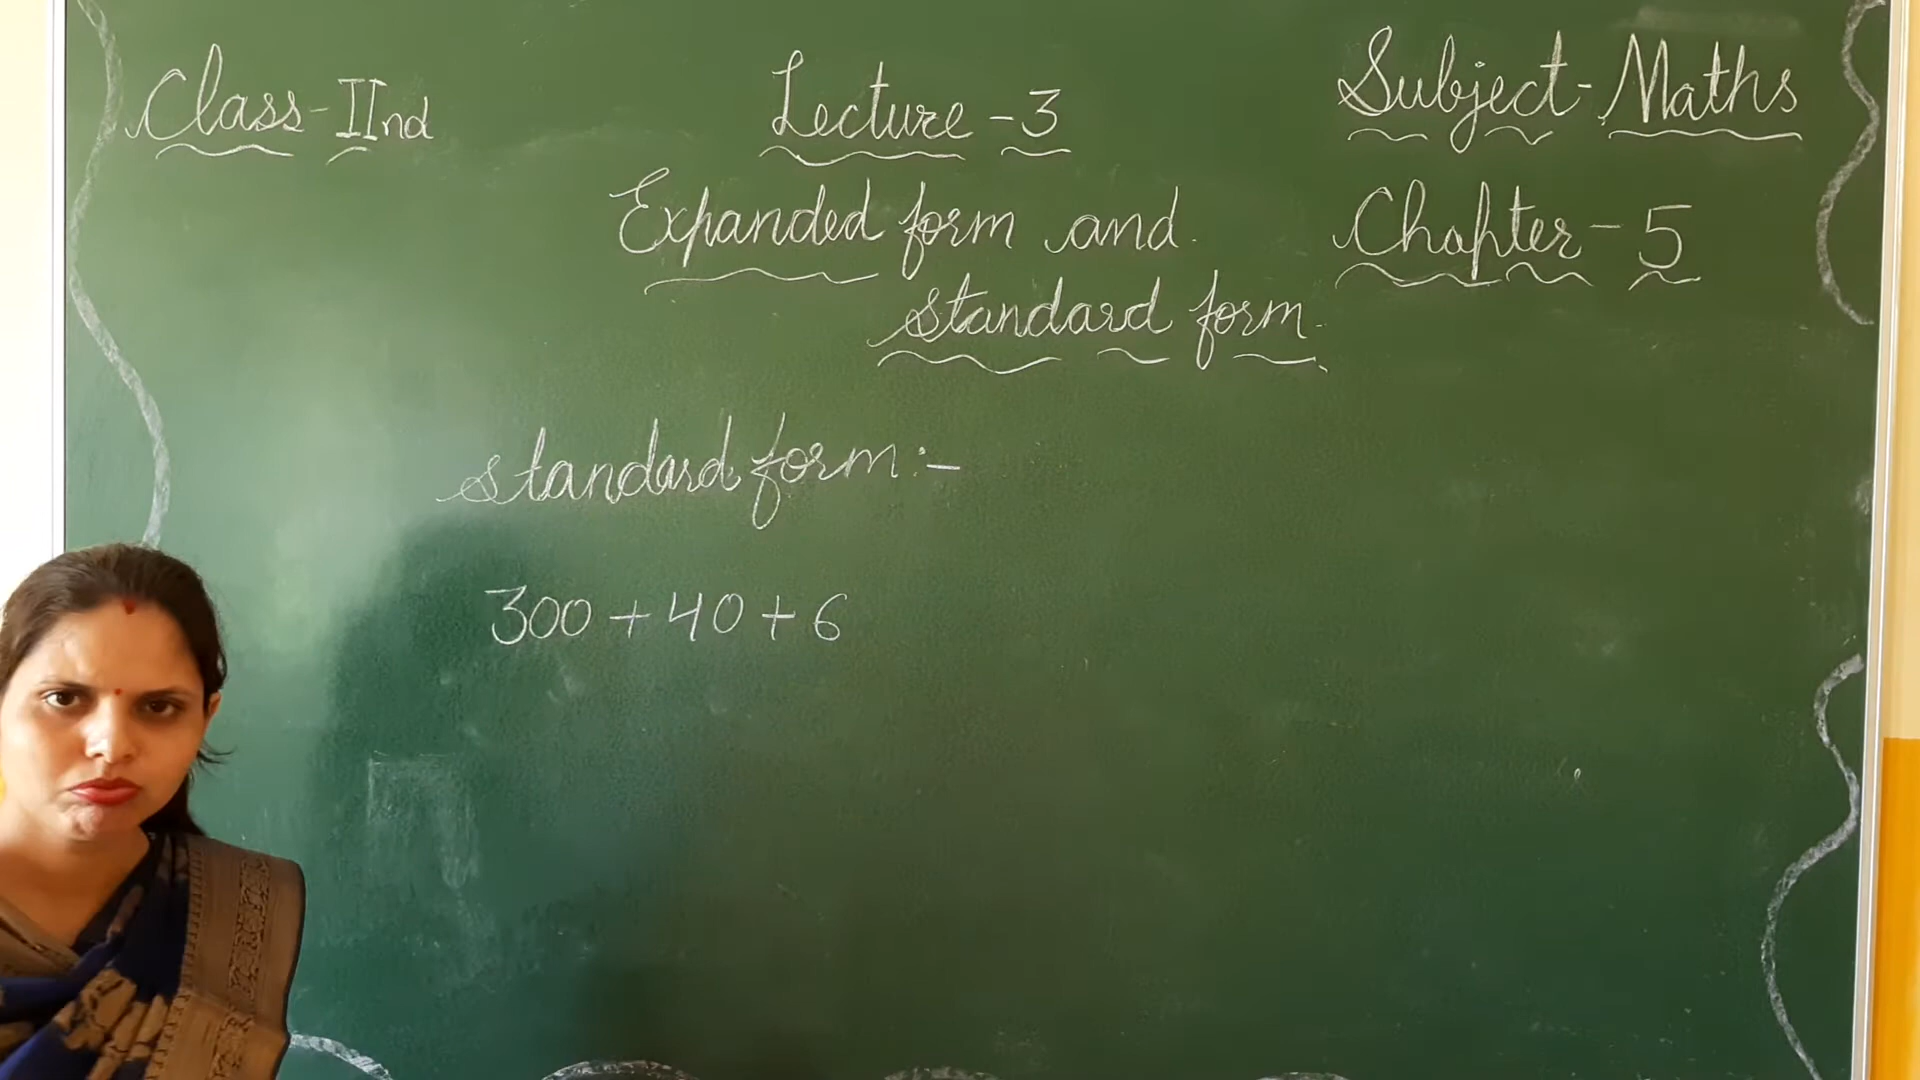 Class-IInd
Lecture-3
Subject-Maths
Expanded form and
Chapter-5
standard form.
standard form:-
300+40+6